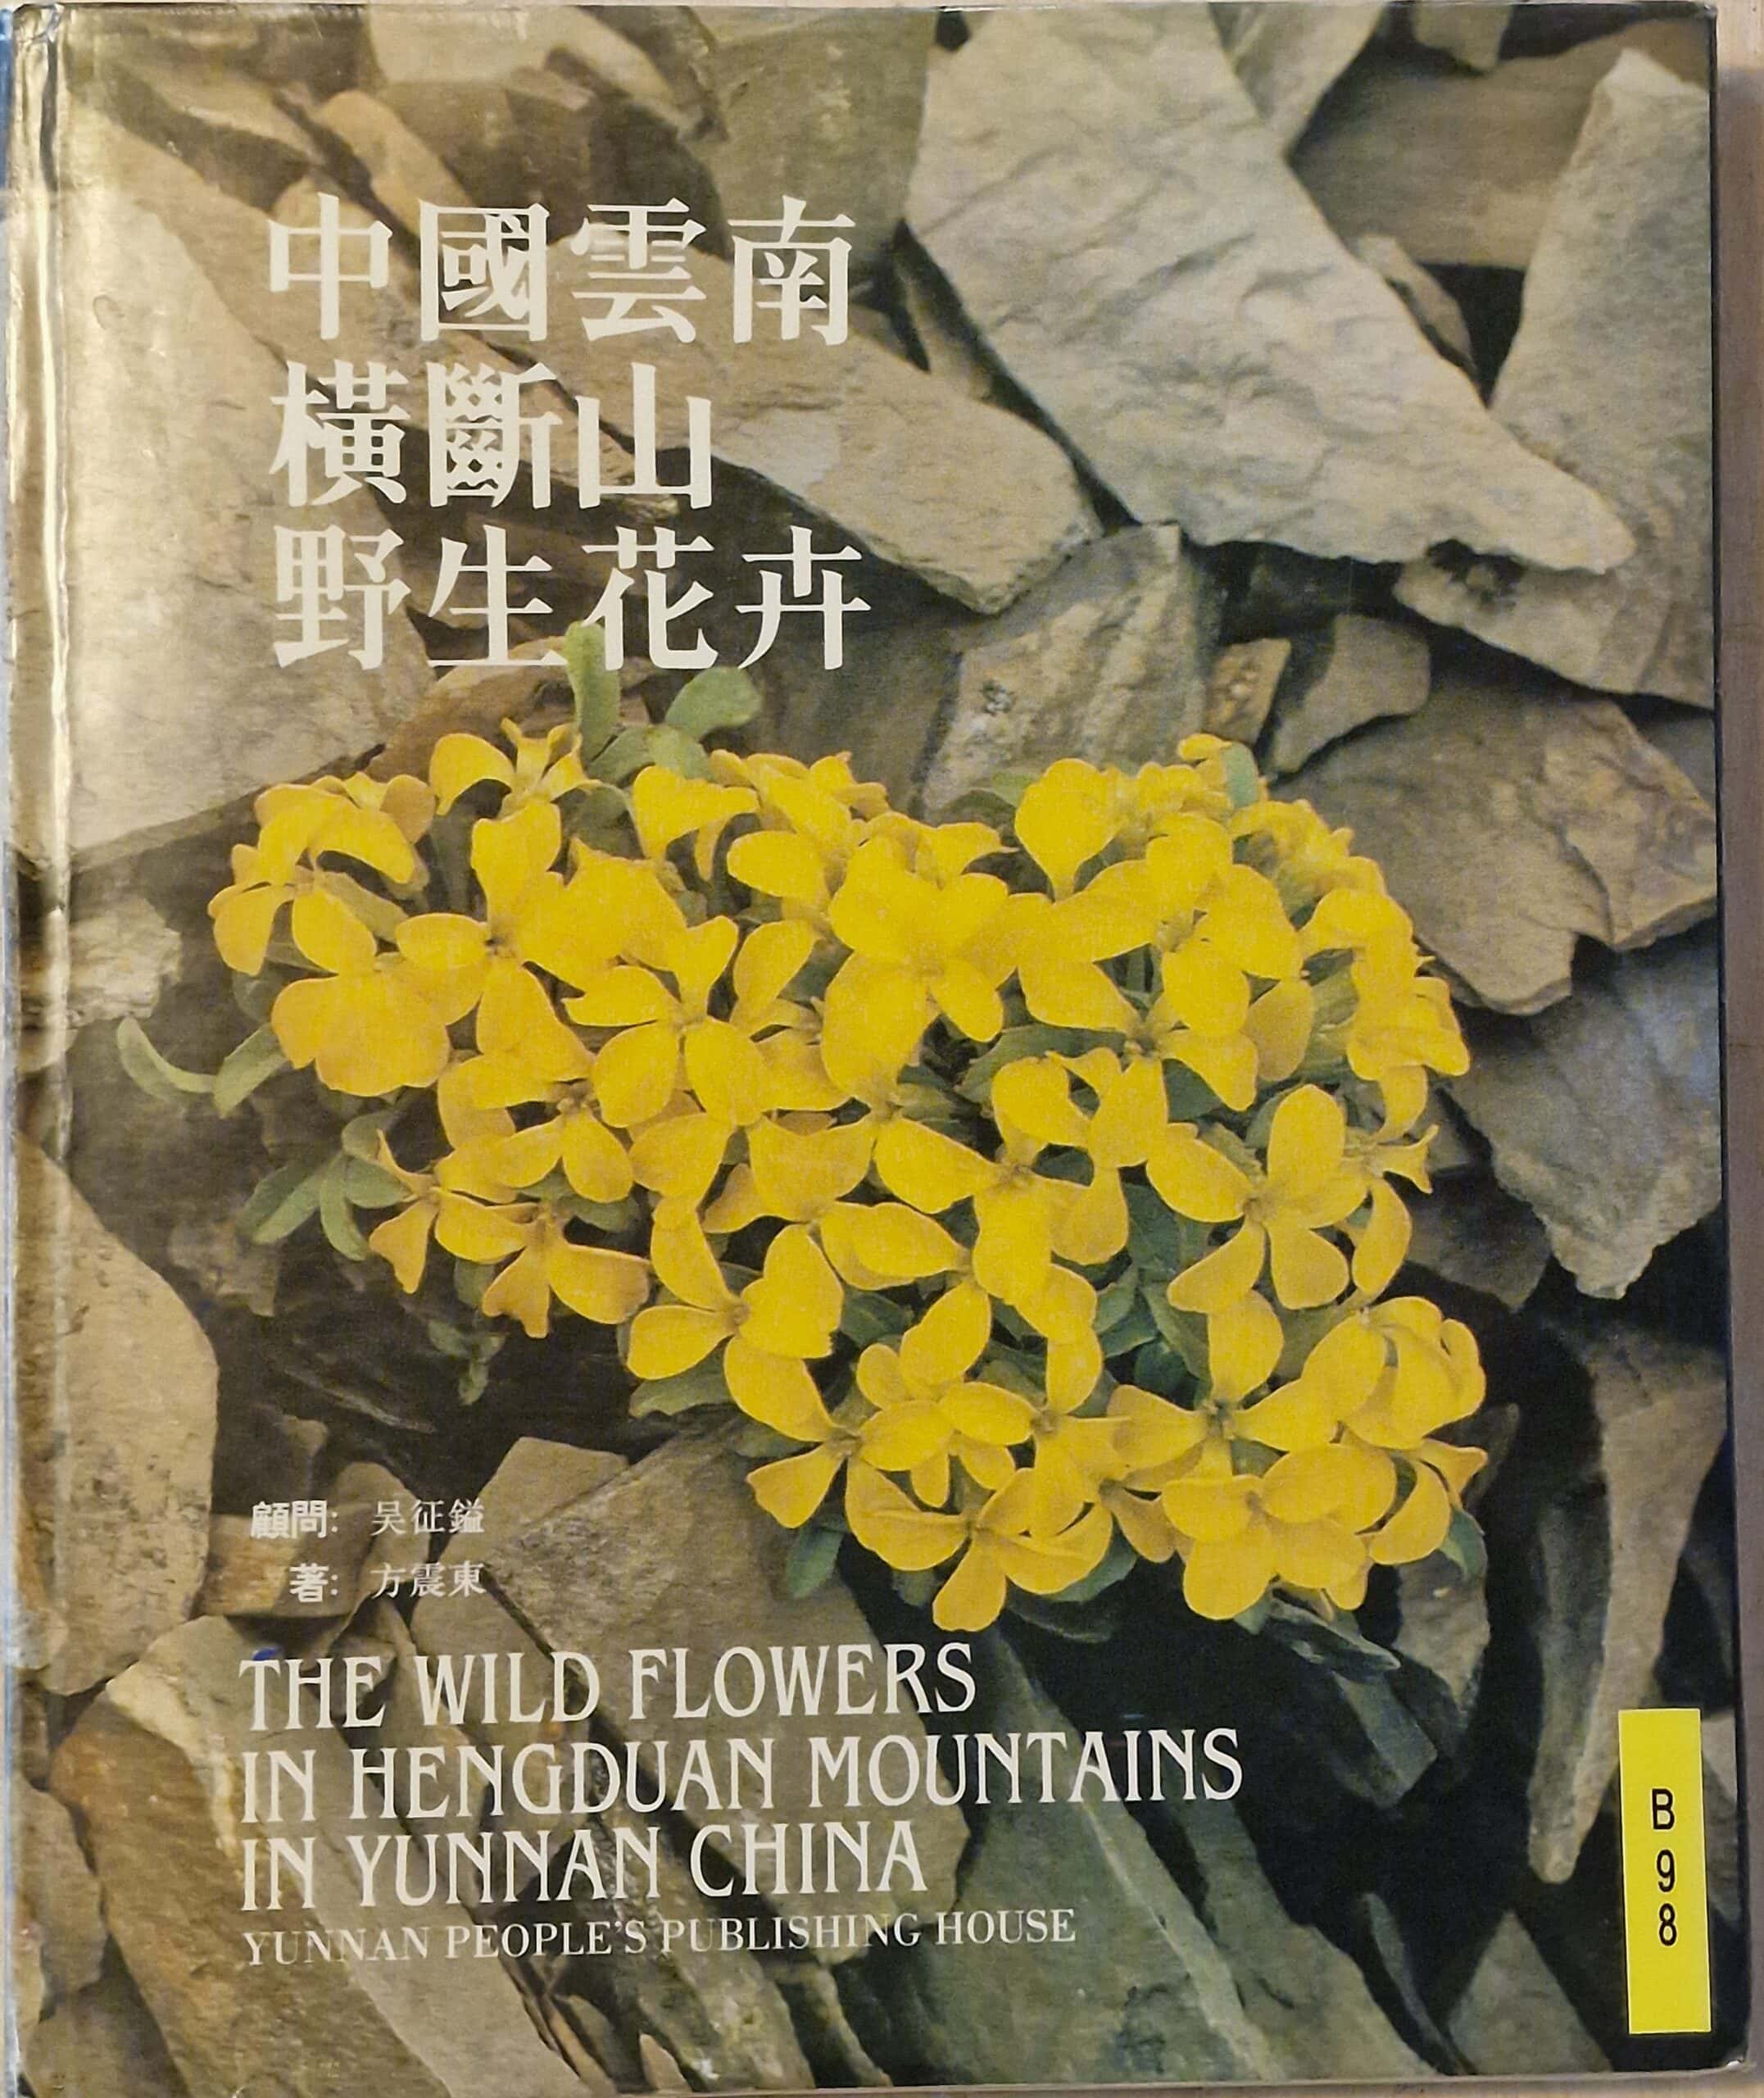 中國雲南
橫斷山
野生花卉
顧問: 吴征鎰
著: 方震東
THE WILD FLOWERS
IN HENGDUAN MOUNTAINS
IN YUNNAN CHINA
YUNNAN PEOPLE'S PUBLISHING HOUSE
B
9
8